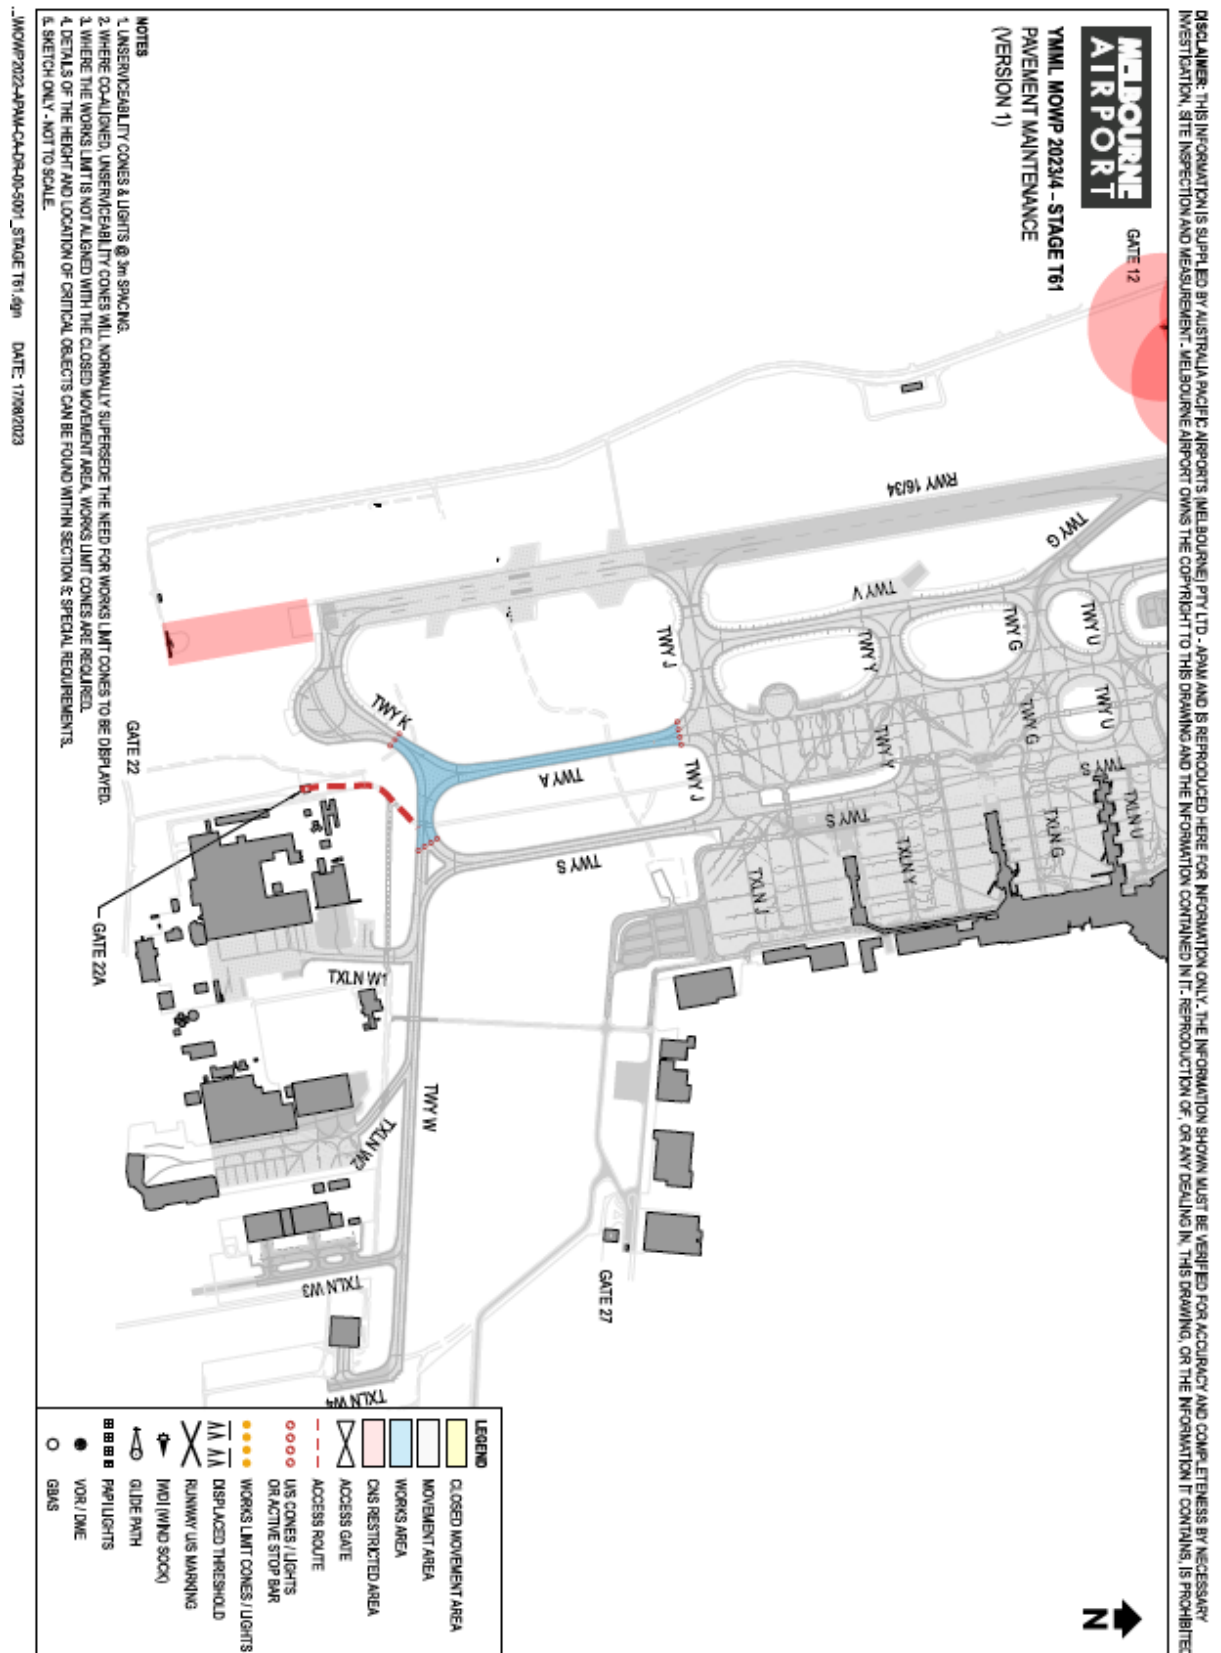 DISCLAIMER: THIS INFORMATION IS SUPPLIED BY AUSTRALIA PACIFIC AIRPORTS (MELBOURNE) PTY LTD - APAM AND IS REPRODUCED HERE FOR INFORMATION ONLY. THE INFORMATION SHOWN MUST BE VERIFIED FOR ACCURACY AND COMPLETENESS BY NECESSARY
INVESTIGATION, SITE INSPECTION AND MEASUREMENT. MELBOURNE AIRPORT OWNS THE COPYRIGHT TO THIS DRAWING AND THE INFORMATION CONTAINED IN IT. REPRODUCTION OF, OR ANY DEALING IN, THIS DRAWING, OR THE INFORMATION IT CONTAINS, IS PROHIBITED
MELBOURNE
AIRPORT
YMML MOWP 2023/4 - STAGE T61
PAVEMENT MAINTENANCE
(VERSION 1)
GATE 12
RWY 16/34
TWY G
TWY V
TWY U
TWY G
TWY Y
TWY J
TWY U
TWY G
TWY Y
TWY S
TXLN U
TXLN G
TWY K
TWY A
TWY J
TWY S
TXLN Y
TXLN J
TWY S
GATE 22
GATE 22A
TXLN W1
TWY W
TXLN W2
TXLN W3
TXLN W4
GATE 27
N
NOTES
1. UNSERVICEABILITY CONES & LIGHTS @ 3m SPACING.
2. WHERE CO-ALIGNED, UNSERVICEABILITY CONES WILL NORMALLY SUPERSEDE THE NEED FOR WORKS LIMIT CONES TO BE DISPLAYED.
3. WHERE THE WORKS LIMIT IS NOT ALIGNED WITH THE CLOSED MOVEMENT AREA, WORKS LIMIT CONES ARE REQUIRED.
4. DETAILS OF THE HEIGHT AND LOCATION OF CRITICAL OBJECTS CAN BE FOUND WITHIN SECTION 5: SPECIAL REQUIREMENTS.
5. SKETCH ONLY - NOT TO SCALE.
LEGEND
CLOSED MOVEMENT AREA
MOVEMENT AREA
WORKS AREA
CNS RESTRICTED AREA
ACCESS GATE
ACCESS ROUTE
U/S CONES / LIGHTS
OR ACTIVE STOP BAR
WORKS LIMIT CONES / LIGHTS
DISPLACED THRESHOLD
RUNWAY U/S MARKING
IWDI (WIND SOCK)
GLIDE PATH
PAPI LIGHTS
VOR / DME
GBAS
...\MOWP2022-APAM-CA-DR-00-5001_STAGE T61.dgn DATE: 17/08/2023